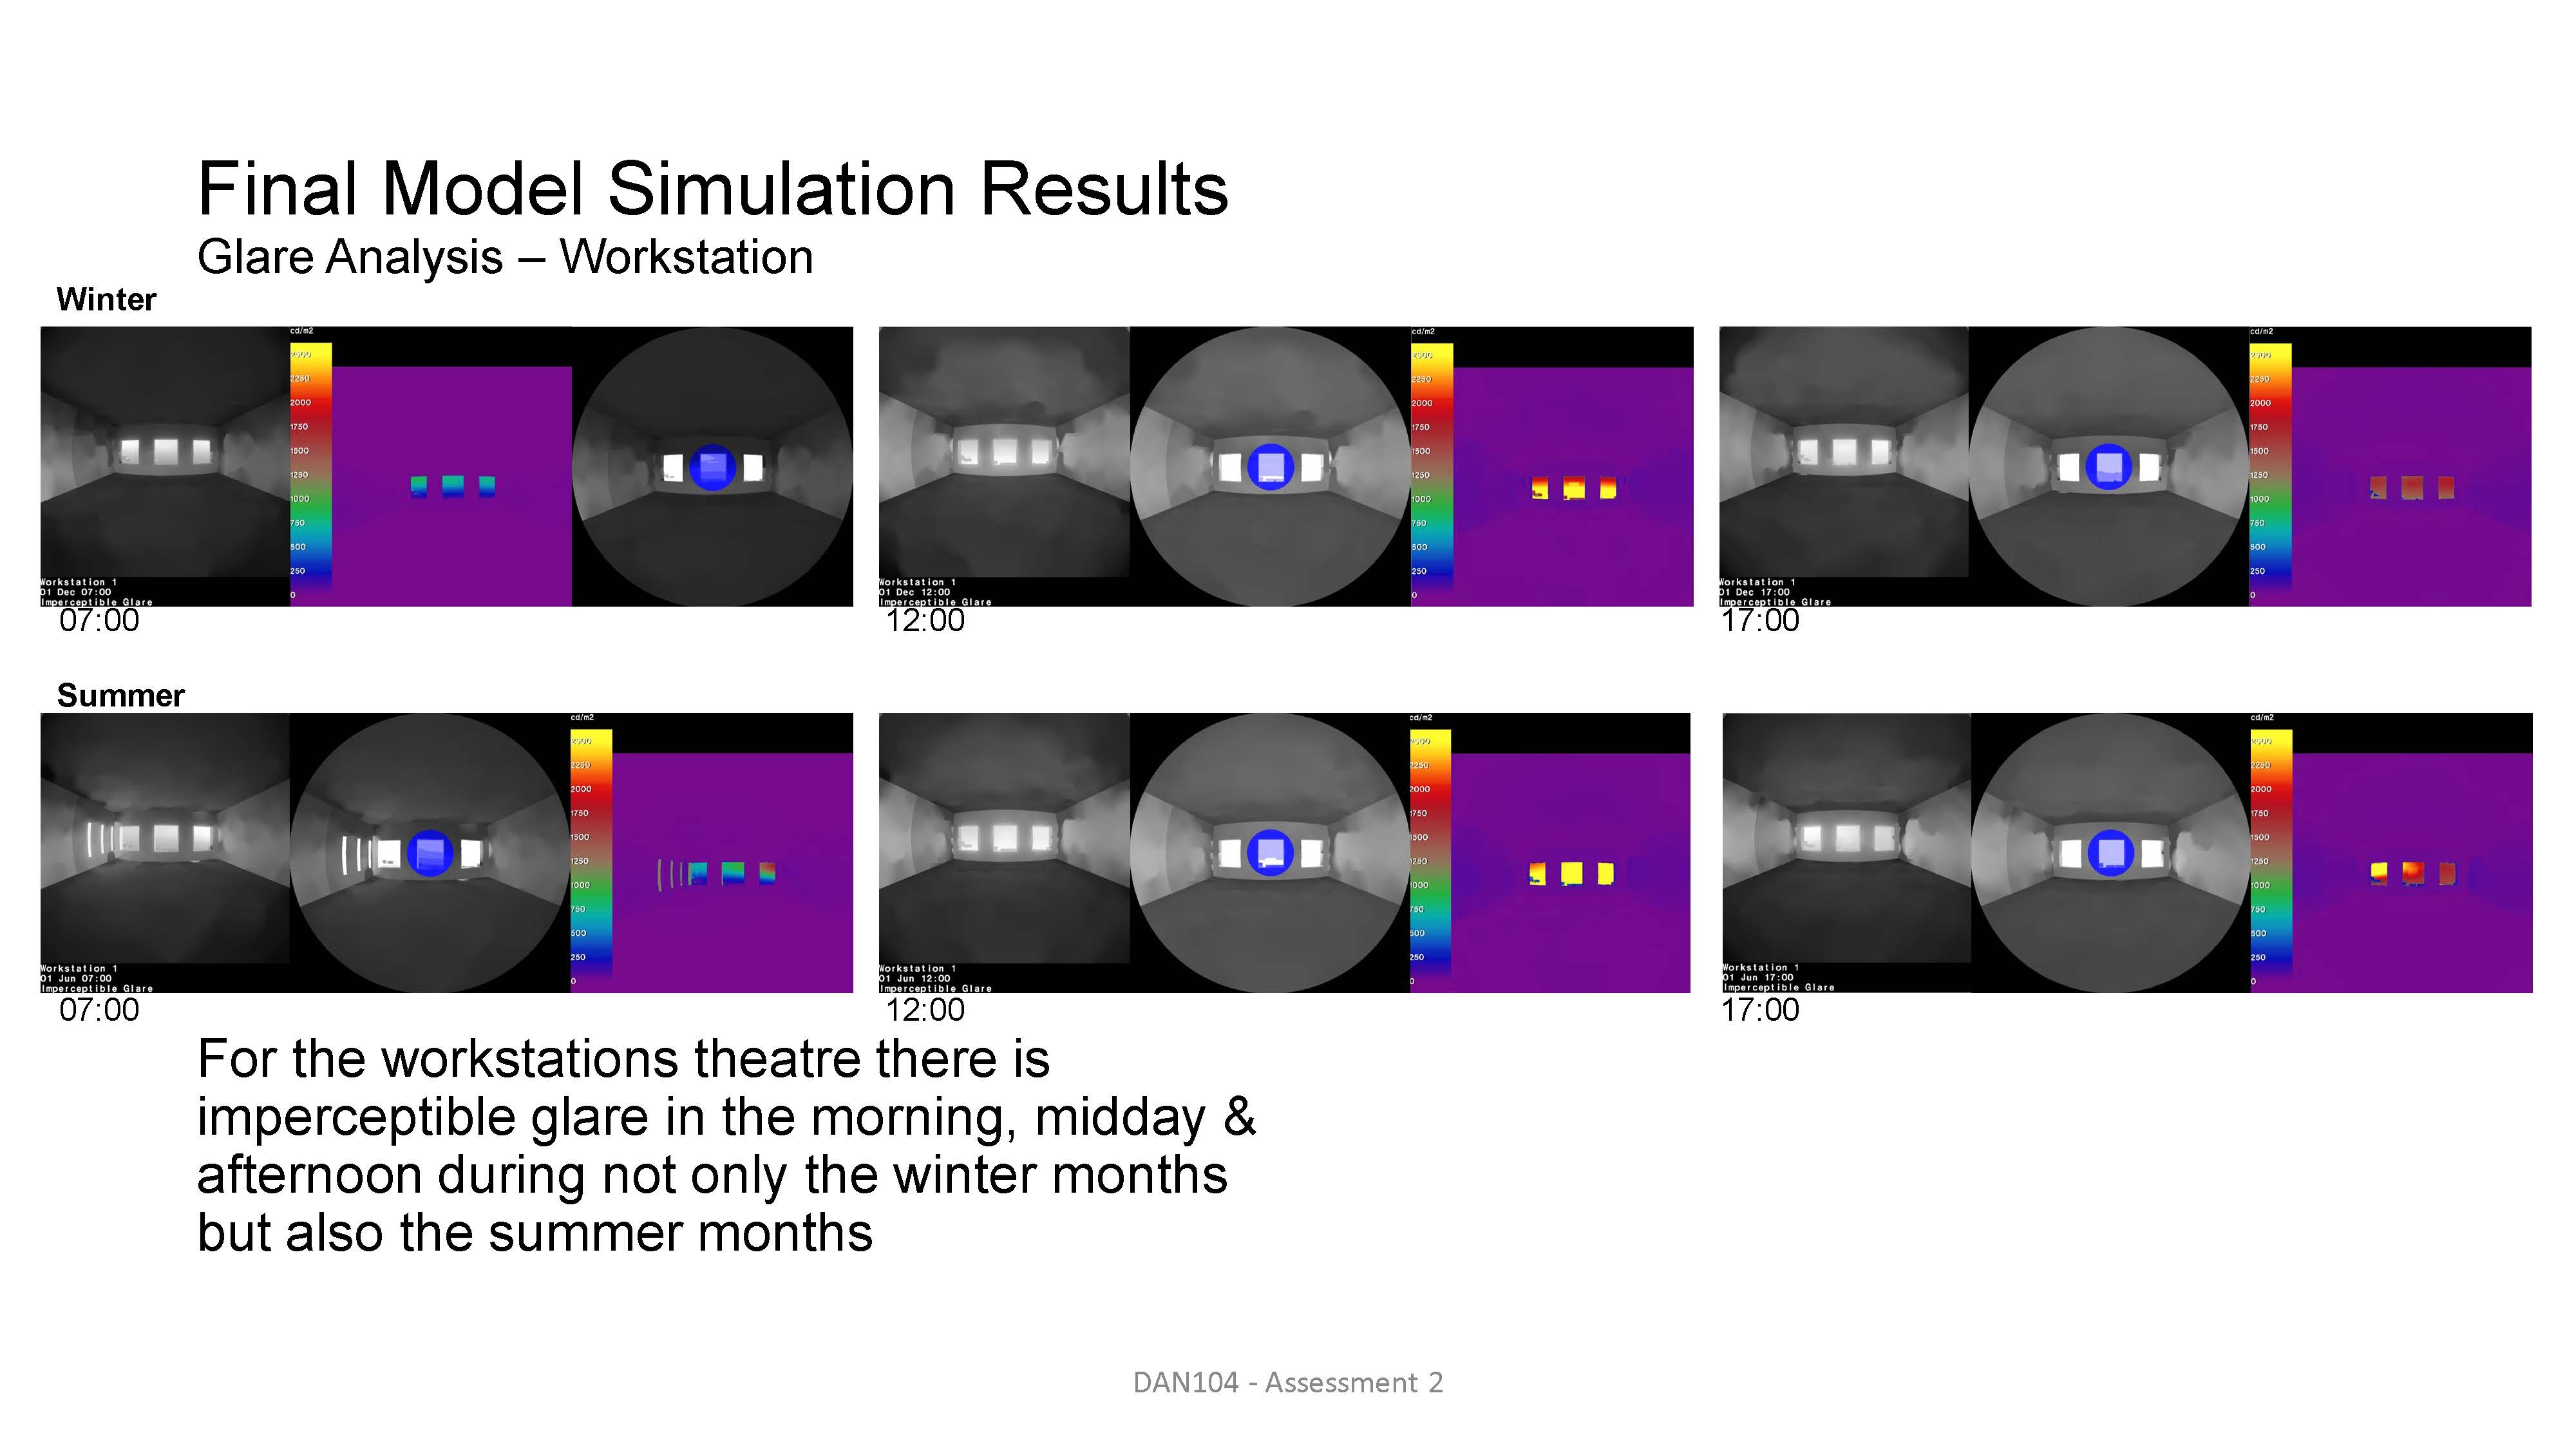 Final Model Simulation Results
Glare Analysis – Workstation
Winter
cd/m2
2500
2250
2000
1750
1500
1250
1000
750
500
250
0
Workstation 1
01 Dec 07:00
Imperceptible Glare
07:00
cd/m2
2500
2250
2000
1750
1500
1250
1000
750
500
250
0
Workstation 1
01 Dec 12:00
Imperceptible Glare
12:00
cd/m2
2500
2250
2000
1750
1500
1250
1000
750
500
250
0
Workstation 1
01 Dec 17:00
Imperceptible Glare
17:00
Summer
cd/m2
2500
2250
2000
1750
1500
1250
1000
750
500
250
0
Workstation 1
01 Jun 07:00
Imperceptible Glare
07:00
cd/m2
2500
2250
2000
1750
1500
1250
1000
750
500
250
0
Workstation 1
01 Jun 12:00
Imperceptible Glare
12:00
cd/m2
2500
2250
2000
1750
1500
1250
1000
750
500
250
0
Workstation 1
01 Jun 17:00
Imperceptible Glare
17:00
For the workstations theatre there is
imperceptible glare in the morning, midday &
afternoon during not only the winter months
but also the summer months
DAN104 - Assessment 2